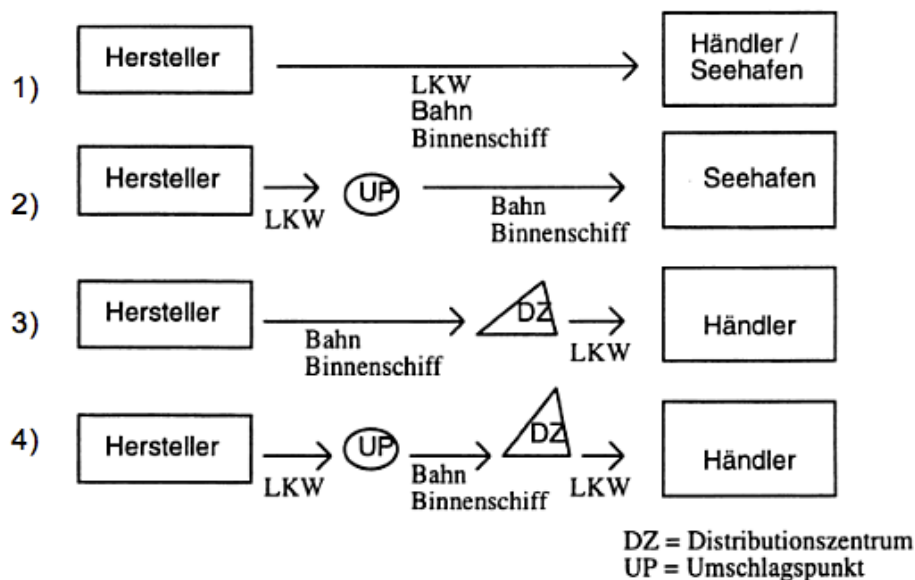 1)
Hersteller
LKW
Bahn
Binnenschiff
Händler /
Seehafen
2)
Hersteller
LKW
UP
Bahn
Binnenschiff
Seehafen
3)
Hersteller
Bahn
Binnenschiff
DZ
LKW
Händler
4)
Hersteller
LKW
UP
Bahn
Binnenschiff
DZ
LKW
Händler
DZ = Distributionszentrum
UP = Umschlagspunkt